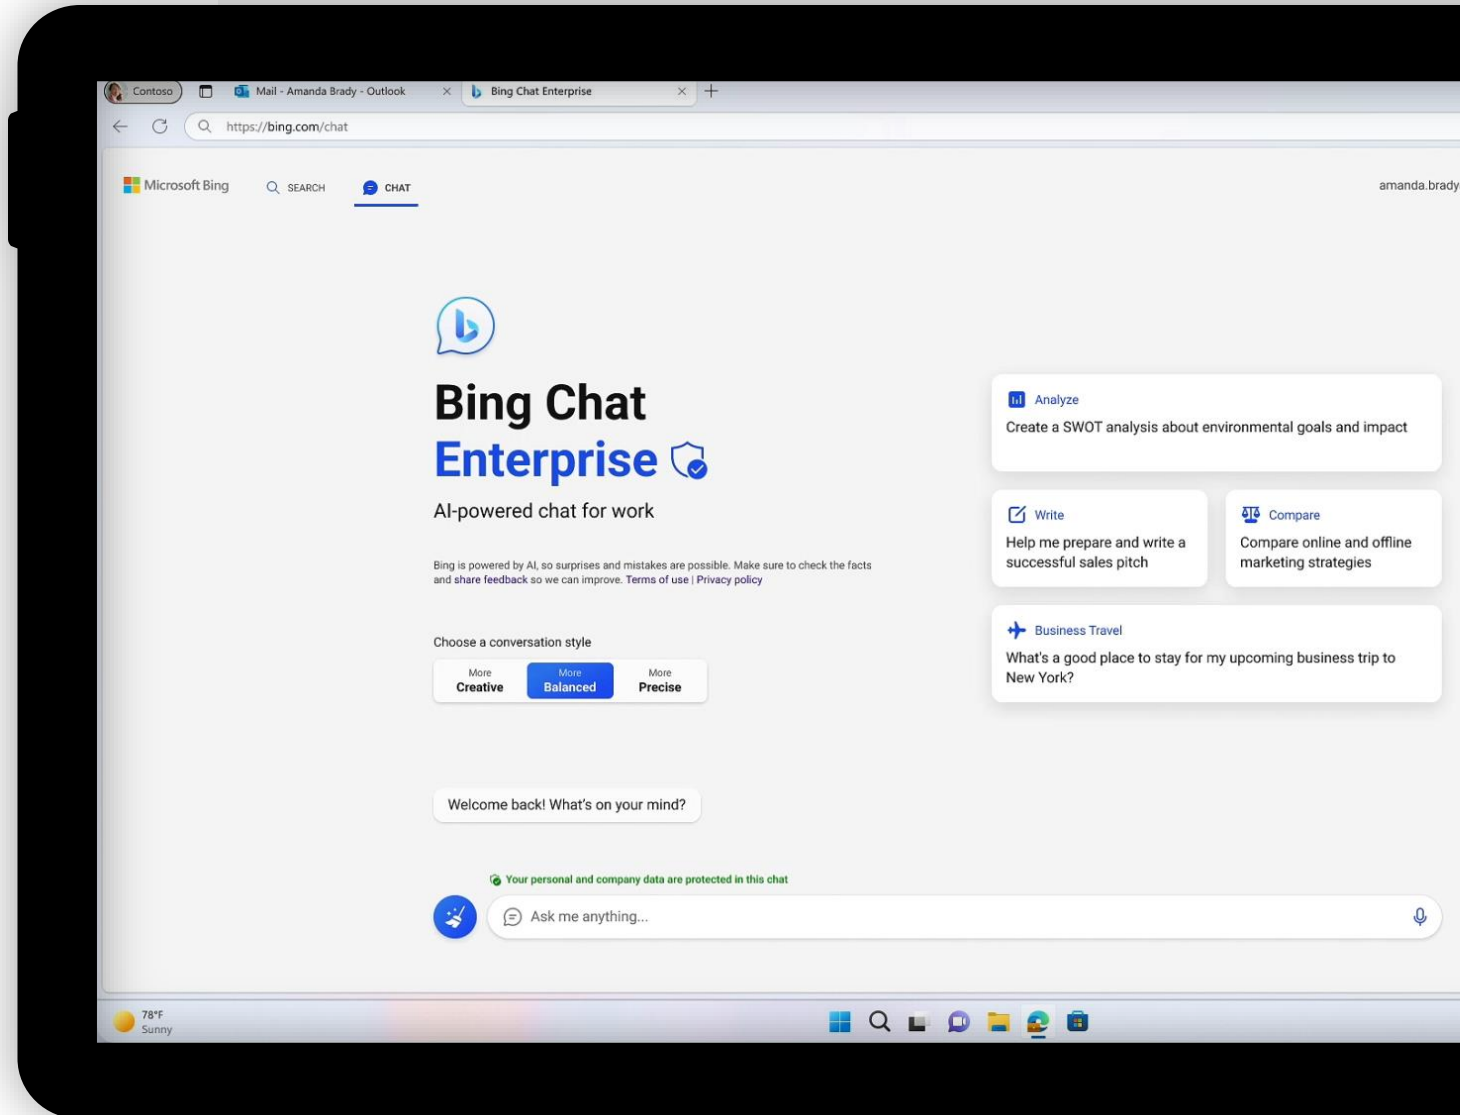 Contoso
Mail - Amanda Brady - Outlook
Bing Chat Enterprise
https://bing.com/chat
Microsoft Bing
SEARCH
CHAT
amanda.brady
Bing Chat
Enterprise
AI-powered chat for work
Bing is powered by AI, so surprises and mistakes are possible. Make sure to check the facts
and share feedback so we can improve. Terms of use | Privacy policy
Choose a conversation style
More
Creative
More
Balanced
More
Precise
Analyze
Create a SWOT analysis about environmental goals and impact
Write
Help me prepare and write a
successful sales pitch
Compare
Compare online and offline
marketing strategies
Business Travel
What's a good place to stay for my upcoming business trip to
New York?
Welcome back! What's on your mind?
Your personal and company data are protected in this chat
Ask me anything...
78°F
Sunny